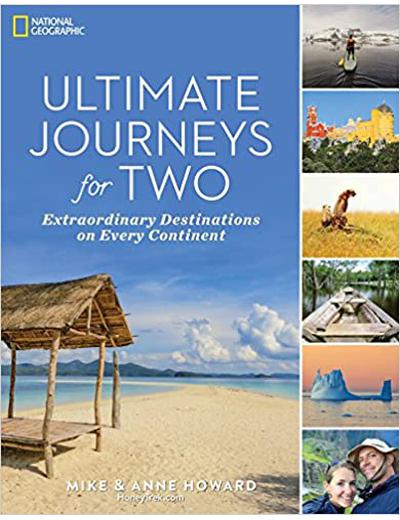 NATIONAL
GEOGRAPHIC
ULTIMATE
JOURNEYS
for TWO
Extraordinary Destinations
on Every Continent
MIKE & ANNE HOWARD
HoneyTrek.com